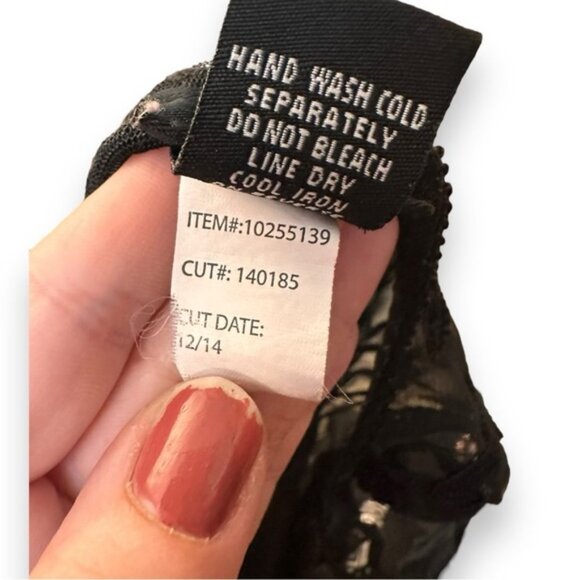 HAND WASH COLD
SEPARATELY
DO NOT BLEACH
LINE DRY
COOL IRON
ITEM#:10255139
CUT#: 140185
CUT DATE:
12/14